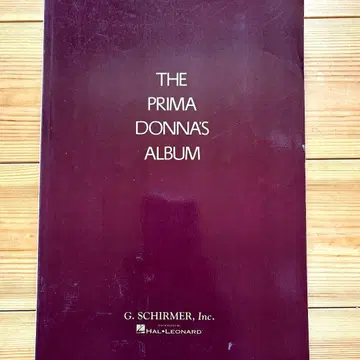 THE
PRIMA
DONNA'S
ALBUM
G. SCHIRMER, Inc.
HAL•LEONARD